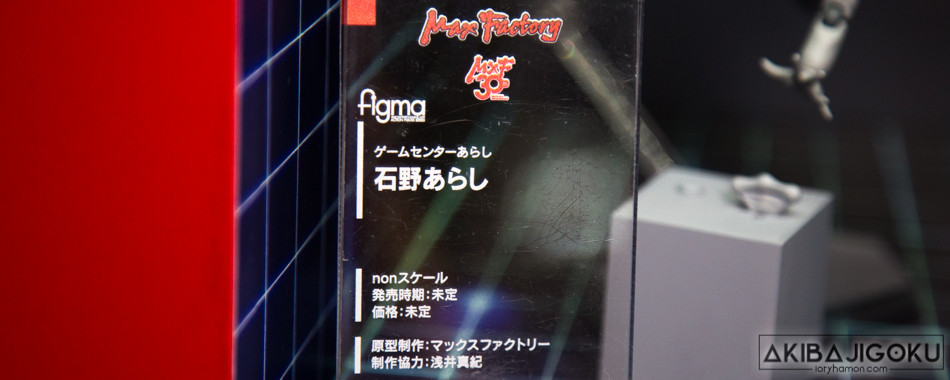 Max Factory
MXF
30
figma
ゲームセンターあらし
石野あらし
nonスケール
発売時期：未定
価格：未定
原型制作：マックスファクトリー
制作協力：浅井真紀
AKIBAJIGOKU
ioryhamon.com